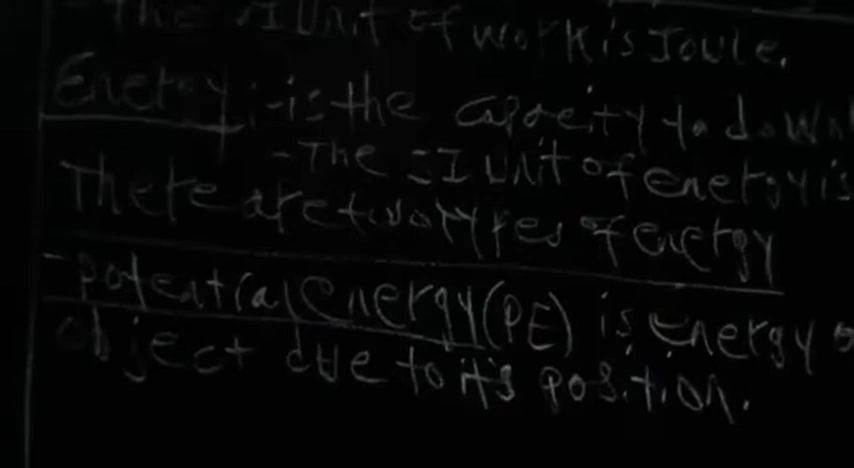 - The SI Unit of work is Joule.
Energy :- is the capacity to do
- The SI Unit of energy is
There are two types of energy
- potential energy (PE) is energy
object due to it's position.